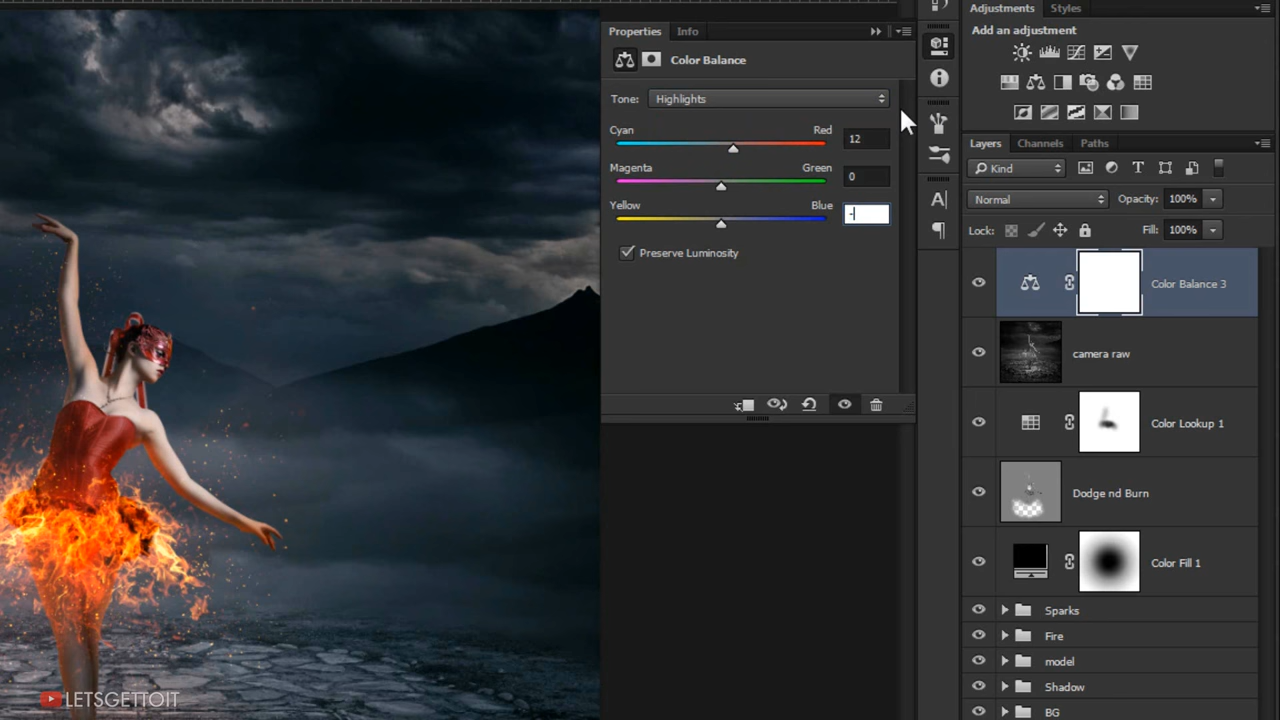 Properties
Info
Color Balance
Tone:
Highlights
Cyan
Red
12
Magenta
Green
0
Yellow
Blue
-
Preserve Luminosity
Adjustments
Styles
Add an adjustment
Layers
Channels
Paths
Kind
Normal
Opacity:
100%
Lock:
Fill:
100%
Color Balance 3
camera raw
Color Lookup 1
Dodge nd Burn
Color Fill 1
Sparks
Fire
model
Shadow
BG
LETSGETTOIT